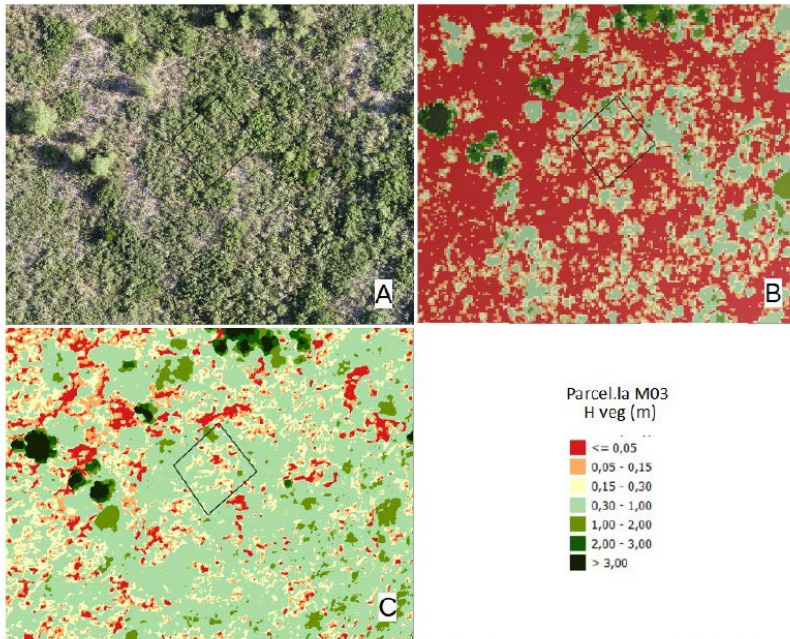 A
B
C
Parcel.la M03
H veg (m)
<= 0,05
0,05 - 0,15
0,15 - 0,30
0,30 - 1,00
1,00 - 2,00
2,00 - 3,00
> 3,00